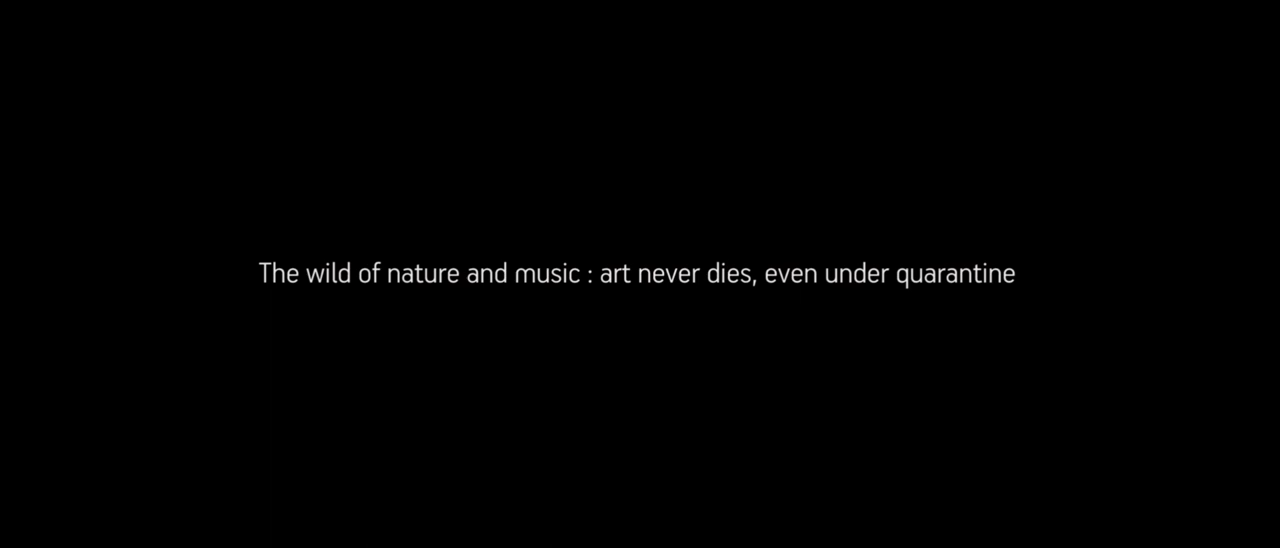 The wild of nature and music : art never dies, even under quarantine